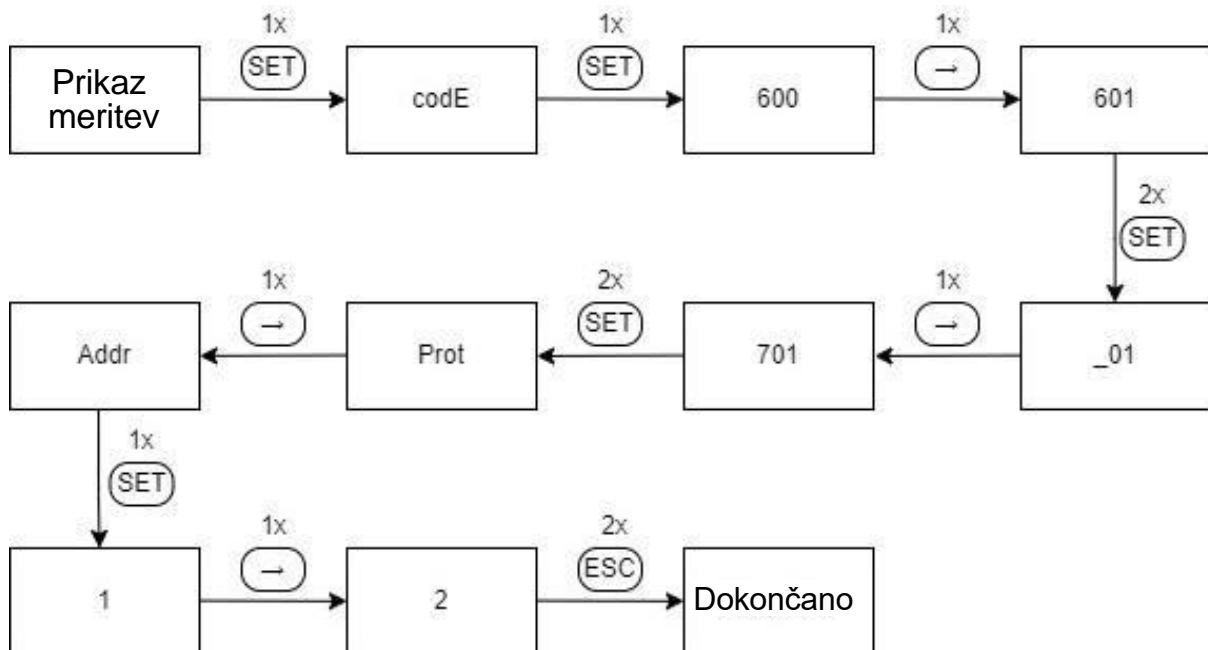 1x
SET
1x
SET
1x
→
Prikaz
meritev
codE
600
601
2x
SET
1x
→
2x
SET
1x
→
Addr
Prot
701
_01
1x
SET
1x
→
2x
ESC
1
2
Dokončano